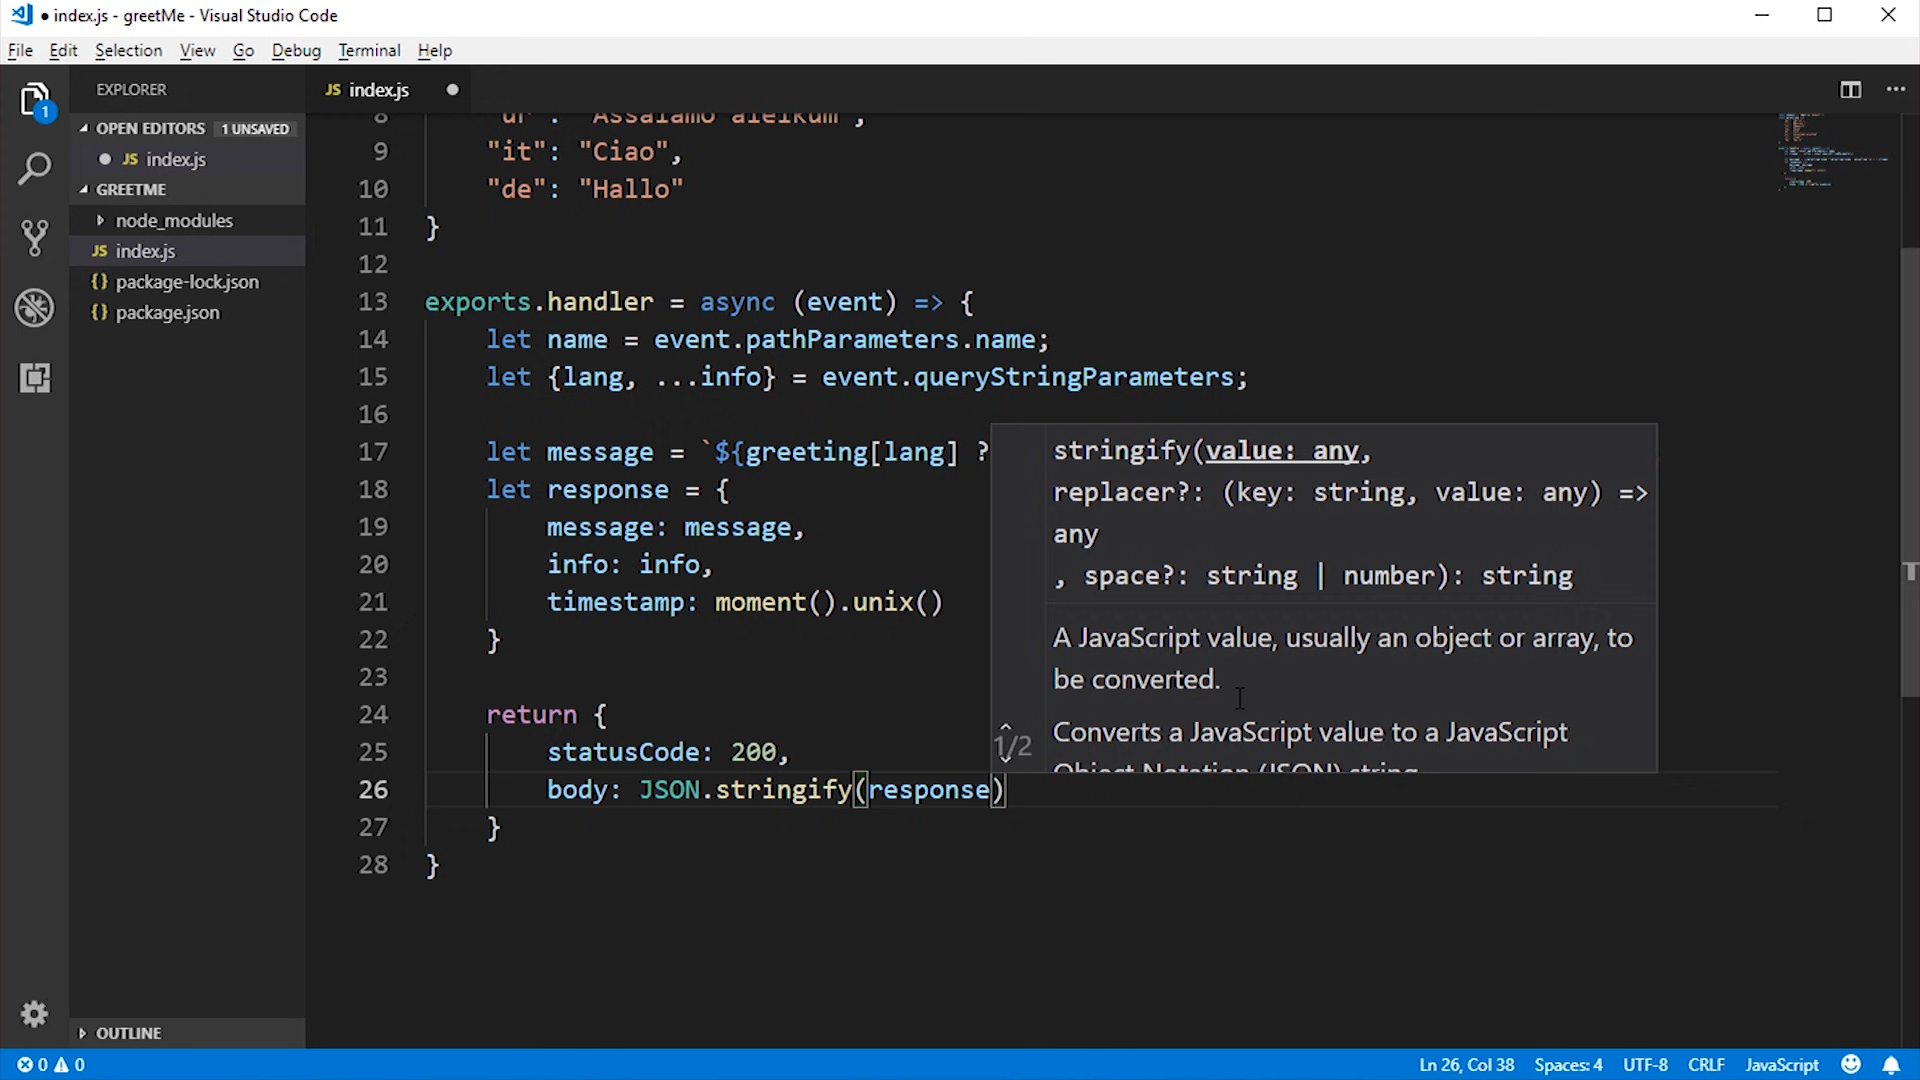 index.js - greetMe - Visual Studio Code
File Edit Selection View Go Debug Terminal Help
EXPLORER
JS index.js
OPEN EDITORS 1 UNSAVED
JS index.js
GREETME
node_modules
JS index.js
{} package-lock.json
{} package.json
OUTLINE
1
8 "ur": "Assalamo aleikum",
9 "it": "Ciao",
10 "de": "Hallo"
11 }
12
13 exports.handler = async (event) => {
14 let name = event.pathParameters.name;
15 let {lang, ...info} = event.queryStringParameters;
16
17 let message = `${greeting[lang] ?
18 let response = {
19 message: message,
20 info: info,
21 timestamp: moment().unix()
22 }
23
24 return {
25 statusCode: 200,
26 body: JSON.stringify(response)
27 }
28 }
stringify(value: any,
replacer?: (key: string, value: any) =>
any
, space?: string | number): string
A JavaScript value, usually an object or array, to
be converted.
1/2
Converts a JavaScript value to a JavaScript
Object Notation (JSON) string
0 0 Ln 26, Col 38 Spaces: 4 UTF-8 CRLF JavaScript